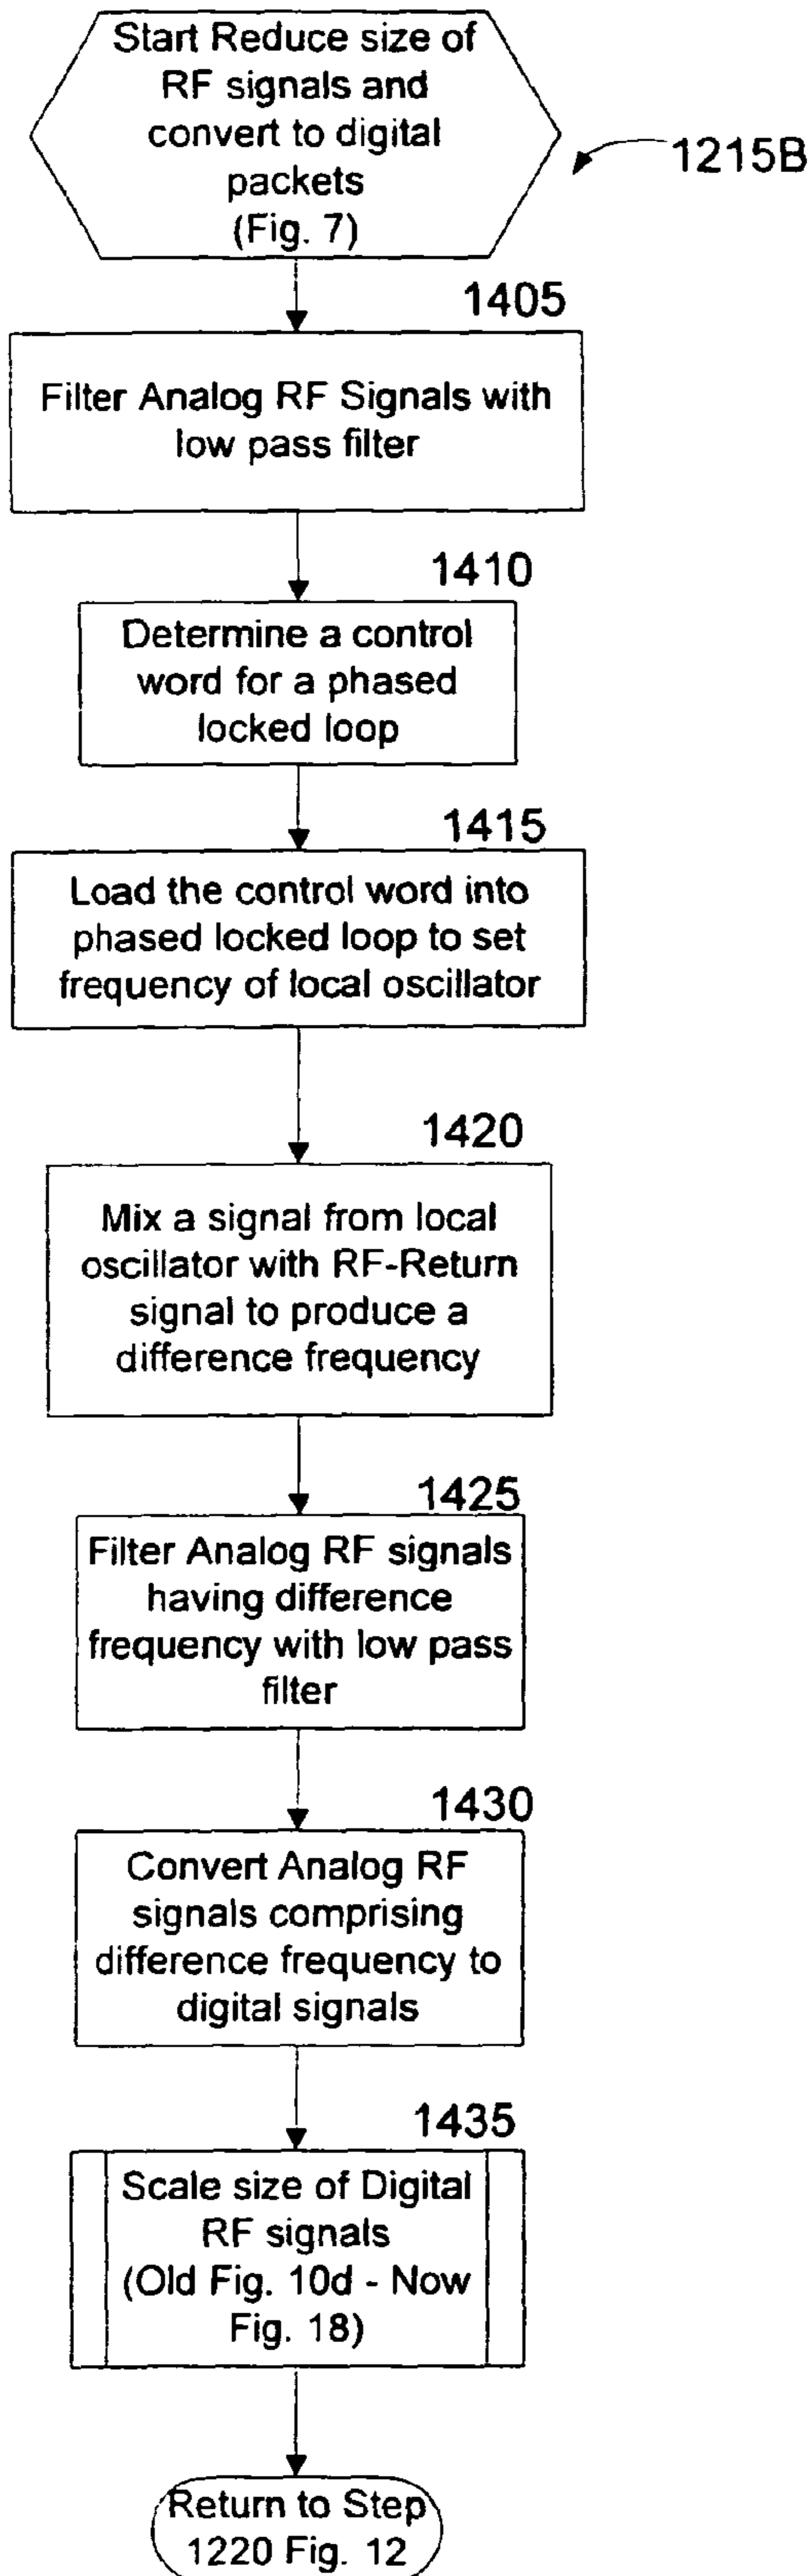 Start Reduce size of
RF signals and
convert to digital
packets
(Fig. 7)
1215B
1405
Filter Analog RF Signals with
low pass filter
1410
Determine a control
word for a phased
locked loop
1415
Load the control word into
phased locked loop to set
frequency of local oscillator
1420
Mix a signal from local
oscillator with RF-Return
signal to produce a
difference frequency
1425
Filter Analog RF signals
having difference
frequency with low pass
filter
1430
Convert Analog RF
signals comprising
difference frequency to
digital signals
1435
Scale size of Digital
RF signals
(Old Fig. 10d - Now
Fig. 18)
Return to Step
1220 Fig. 12